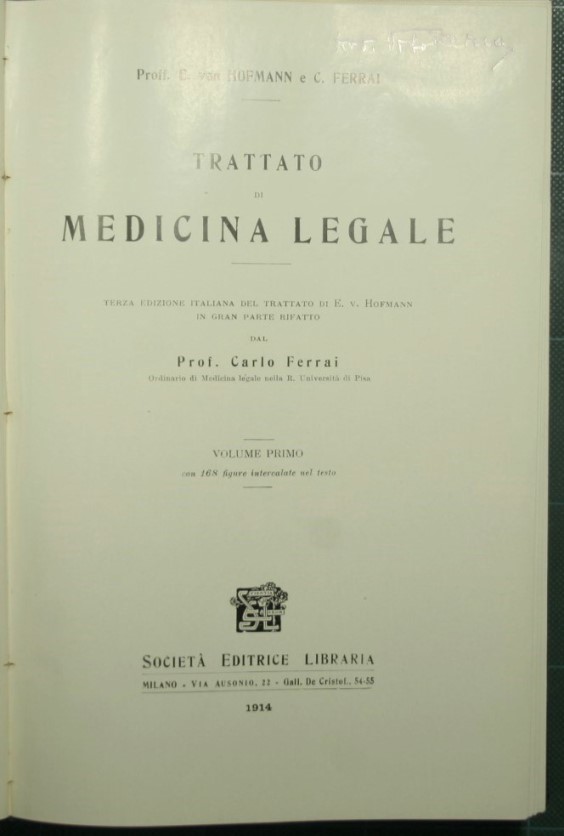 Proff. E. von HOFMANN e C. FERRAI
TRATTATO
DI
MEDICINA LEGALE
TERZA EDIZIONE ITALIANA DEL TRATTATO DI E. V. HOFMANN
IN GRAN PARTE RIFATTO
DAL
Prof. Carlo Ferrai
Ordinario di Medicina legale nella R. Università di Pisa
VOLUME PRIMO
con 168 figure intercalate nel testo
SOCIETÀ EDITRICE LIBRARIA
MILANO - VIA AUSONIO, 22 - Gall. De Cristof., 54-55
1914